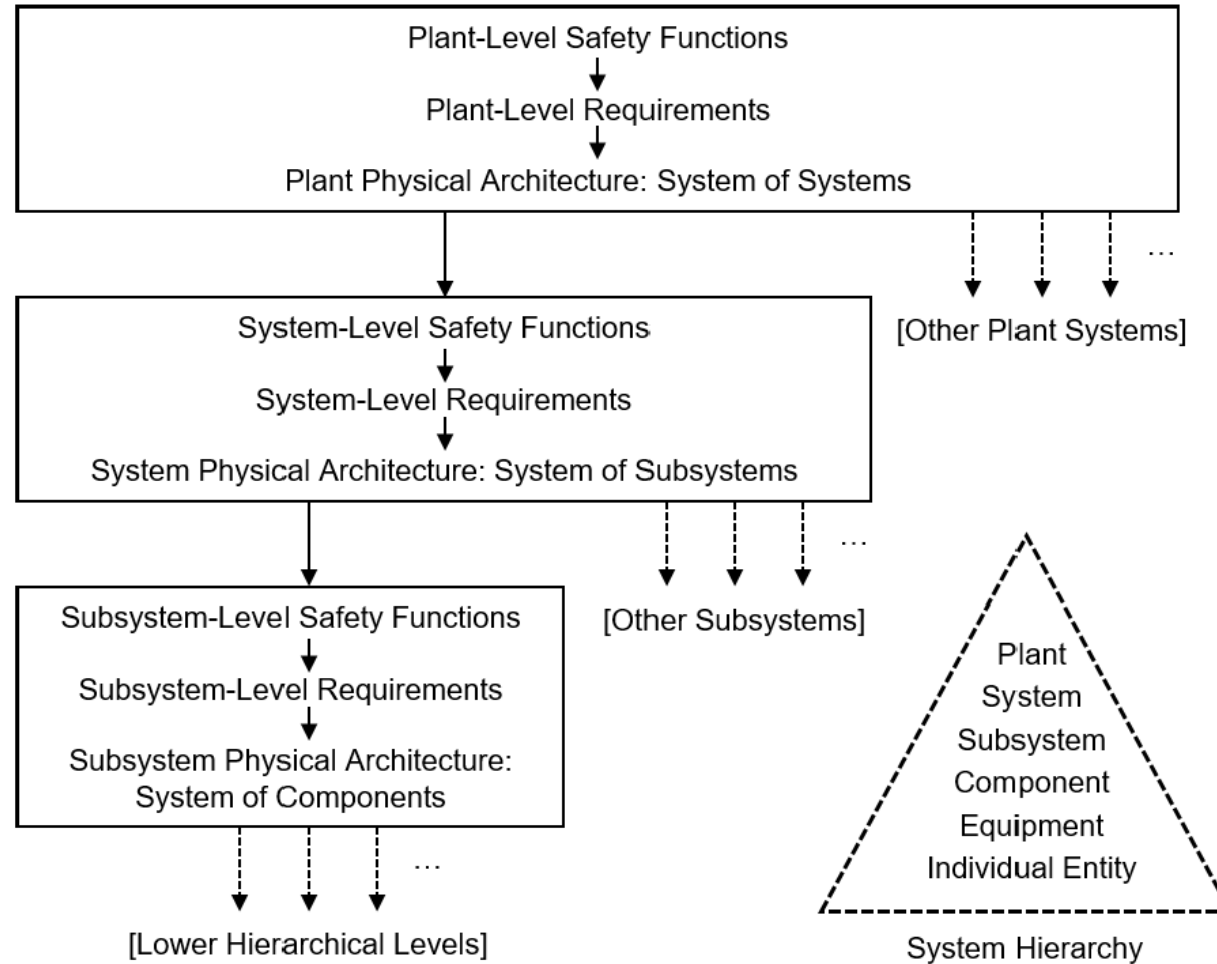 Plant-Level Safety Functions
Plant-Level Requirements
Plant Physical Architecture: System of Systems
...
[Other Plant Systems]
System-Level Safety Functions
System-Level Requirements
System Physical Architecture: System of Subsystems
...
[Other Subsystems]
Subsystem-Level Safety Functions
Subsystem-Level Requirements
Subsystem Physical Architecture:
System of Components
...
[Lower Hierarchical Levels]
Plant
System
Subsystem
Component
Equipment
Individual Entity
System Hierarchy